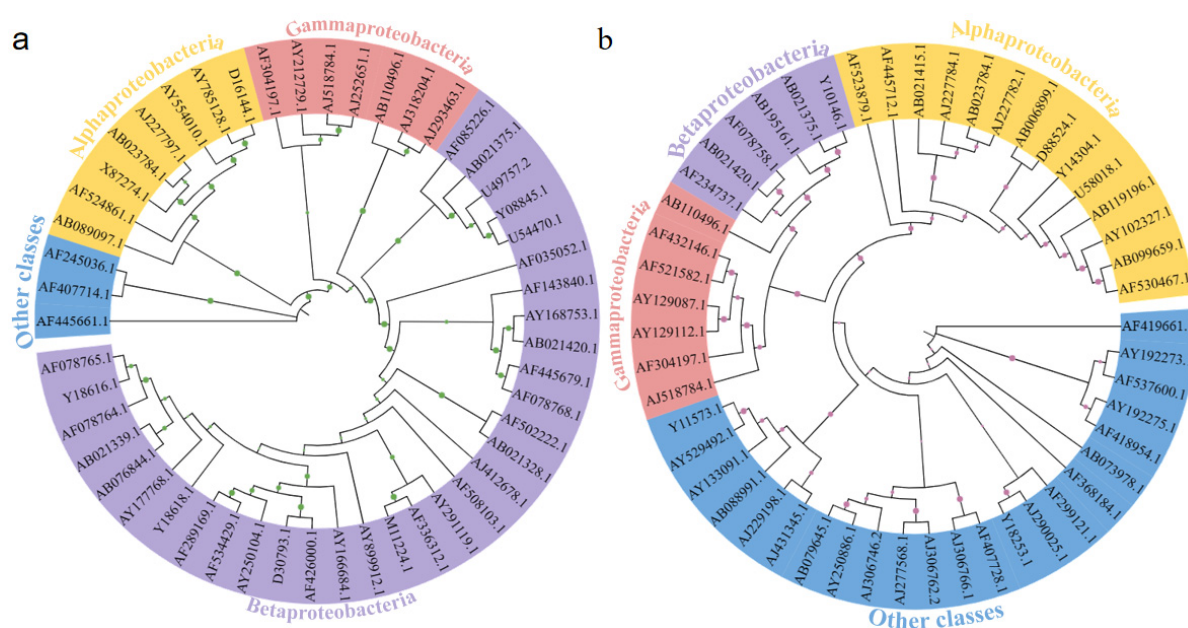 a
Gammaproteobacteria
AF304197.1
AY212729.1
AJ518784.1
AJ252651.1
AB110496.1
AJ318204.1
AJ293463.1
AF085226.1
AB021375.1
U49757.2
Y08845.1
U54470.1
AF035052.1
AF143840.1
AY168753.1
AB021420.1
AF445679.1
AF078768.1
AF502222.1
AB021328.1
AJ412678.1
AF508103.1
AY291119.1
AF336312.1
M11224.1
AY899912.1
AY166684.1
AF426000.1
D30793.1
AY250104.1
AF534429.1
AF289169.1
Y18618.1
AY177768.1
AB076844.1
AB021339.1
AF078764.1
Y18616.1
AF078765.1
Betaproteobacteria
Other classes
AF445661.1
AF407714.1
AF245036.1
Alphaproteobacteria
AB089097.1
AF524861.1
X87274.1
AB023784.1
AJ227797.1
AY554010.1
AY785128.1
D16144.1
b
Alphaproteobacteria
AF523879.1
AF445712.1
AB021415.1
AJ227784.1
AB023784.1
AJ227782.1
AB006899.1
D88524.1
Y14304.1
U58018.1
AB119196.1
AY102327.1
AB099659.1
AF530467.1
AF419661.1
AY192273.1
AF537600.1
AY192275.1
AF418954.1
AB073978.1
AF368184.1
AF299121.1
AJ290025.1
Y18253.1
AF407728.1
AJ306766.1
AJ306762.2
AJ277568.1
AJ306746.2
AY250886.1
AB079645.1
AJ431345.1
AJ229198.1
AB088991.1
AY133091.1
AY529492.1
Y11573.1
Other classes
Gammaproteobacteria
AJ518784.1
AF304197.1
AY129112.1
AY129087.1
AF521582.1
AF432146.1
AB110496.1
Betaproteobacteria
AF234737.1
AB021420.1
AF078758.1
AB195161.1
AB021375.1
Y10146.1